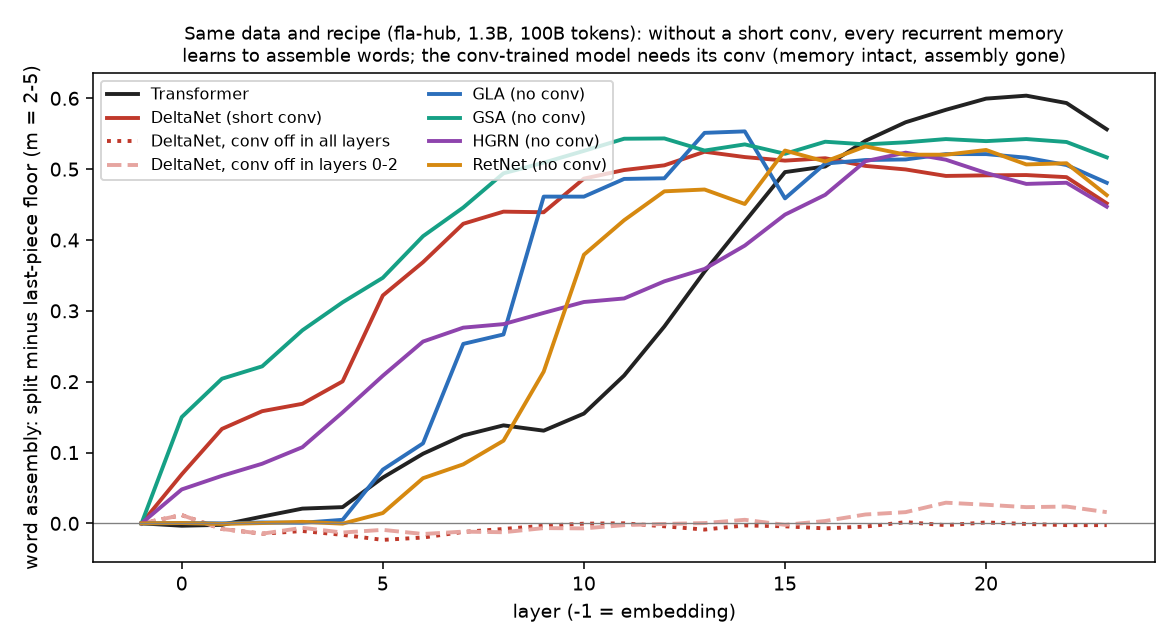 Same data and recipe (fla-hub, 1.3B, 100B tokens): without a short conv, every recurrent memory
learns to assemble words; the conv-trained model needs its conv (memory intact, assembly gone)
word assembly: split minus last-piece floor (m = 2-5)
Transformer
DeltaNet (short conv)
DeltaNet, conv off in all layers
DeltaNet, conv off in layers 0-2
GLA (no conv)
GSA (no conv)
HGRN (no conv)
RetNet (no conv)
0.6
0.5
0.4
0.3
0.2
0.1
0.0
0
5
10
15
20
layer (-1 = embedding)